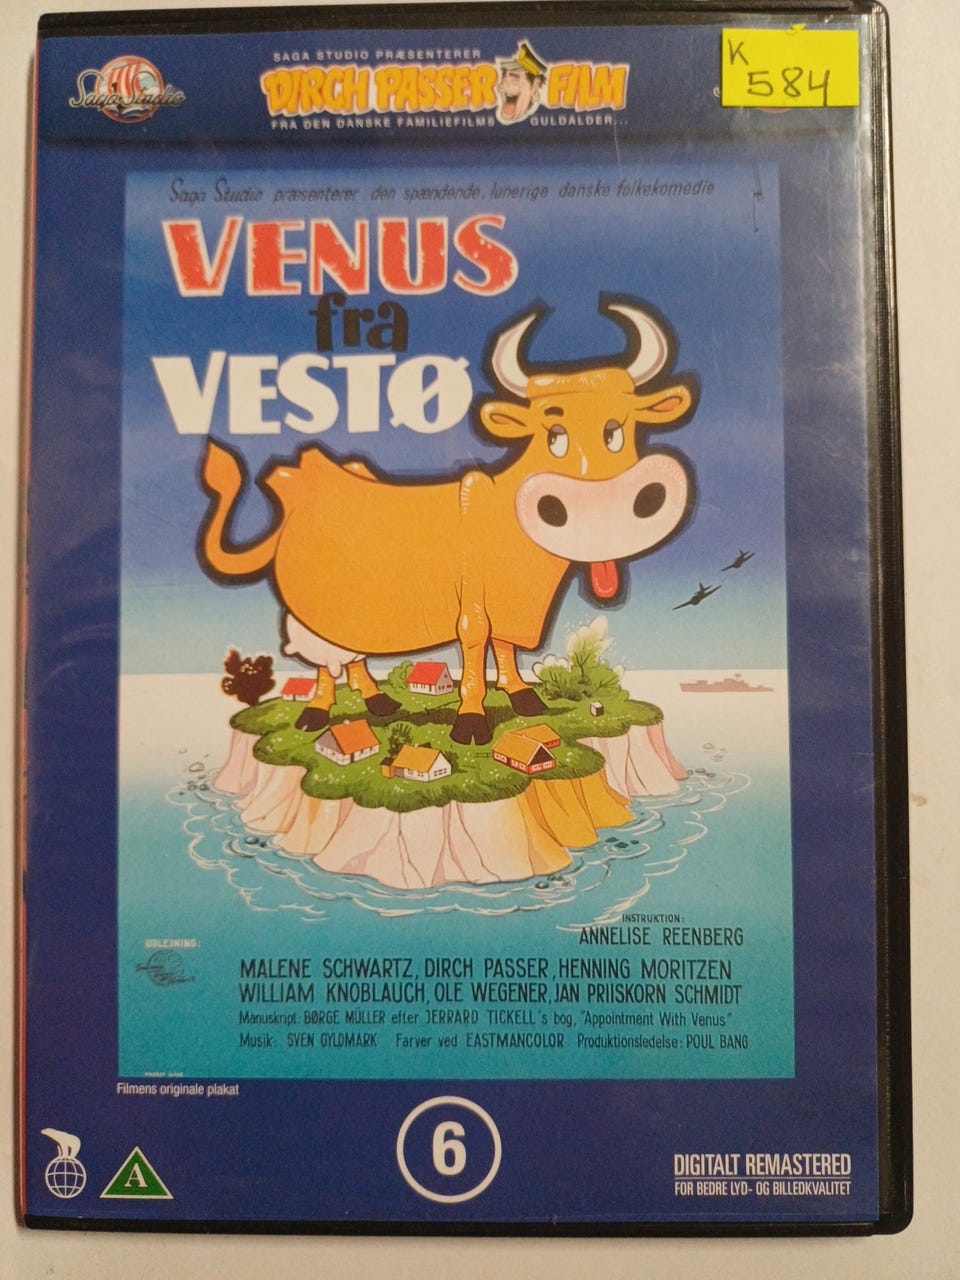 SAGA STUDIO PRÆSENTERER
K
584
Saga Studio
DIRCH PASSER FILM
FRA DEN DANSKE FAMILIEFILMS GULDALDER...
Saga Studio præsenterer den spændende, lunerige danske folkekomedie
VENUS
fra
VESTØ
INSTRUKTION:
ANNELISE REENBERG
UDLEJNING:
MALENE SCHWARTZ, DIRCH PASSER, HENNING MORITZEN
WILLIAM KNOBLAUCH, OLE WEGENER, JAN PRIISKORN SCHMIDT
Manuskript: BØRGE MÜLLER efter JERRARD TICKELL's bog, "Appointment With Venus"
Musik: SVEN GYLDMARK Farver ved EASTMANCOLOR Produktionsledelse: POUL BANG
Filmens originale plakat
6
A
DIGITALT REMASTERED
FOR BEDRE LYD- OG BILLEDKVALITET